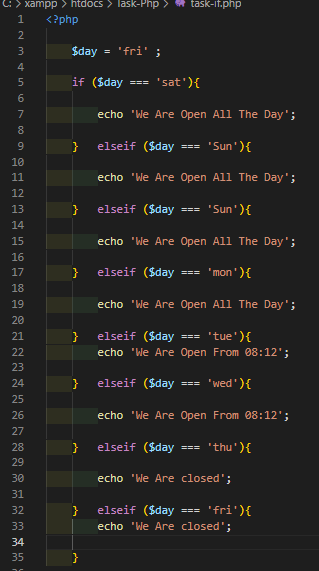 C: > xampp > htdocs > Task-Php > task-if.php
1 <?php
2
3 $day = 'fri' ;
4
5 if ($day === 'sat'){
6
7 echo 'We Are Open All The Day';
8
9 } elseif ($day === 'Sun'){
10
11 echo 'We Are Open All The Day';
12
13 } elseif ($day === 'Sun'){
14
15 echo 'We Are Open All The Day';
16
17 } elseif ($day === 'mon'){
18
19 echo 'We Are Open All The Day';
20
21 } elseif ($day === 'tue'){
22 echo 'We Are Open From 08:12';
23
24 } elseif ($day === 'wed'){
25
26 echo 'We Are Open From 08:12';
27
28 } elseif ($day === 'thu'){
29
30 echo 'We Are closed';
31
32 } elseif ($day === 'fri'){
33 echo 'We Are closed';
34
35 }